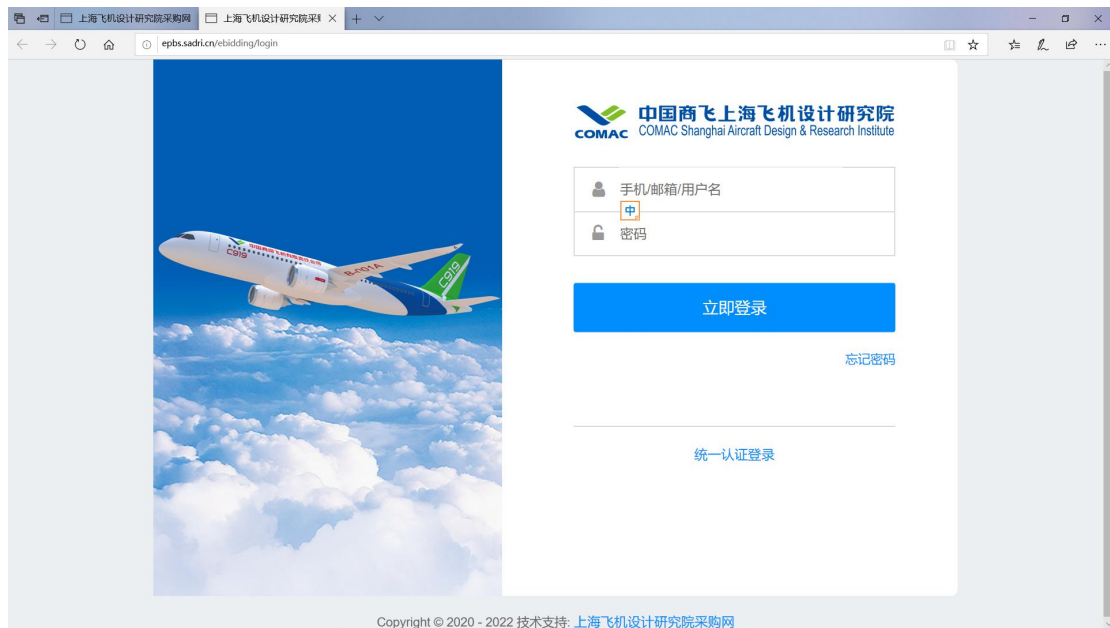 上海飞机设计研究院采购网
上海飞机设计研究院采
epbs.sadri.cn/ebidding/login
中国商飞上海飞机设计研究院
COMAC
COMAC Shanghai Aircraft Design & Research Institute
手机/邮箱/用户名
中
密码
立即登录
忘记密码
统一认证登录
C919
B-001A
C919
Copyright © 2020 - 2022 技术支持: 上海飞机设计研究院采购网